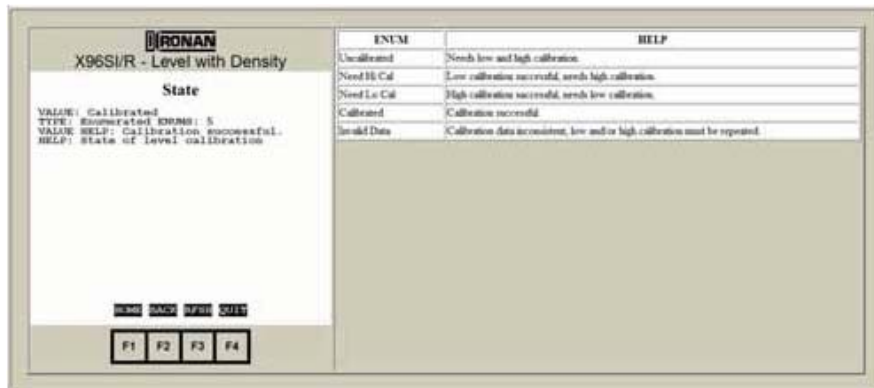 RONAN
X96SI/R - Level with Density
State
VALUE: Calibrated
TYPE: Enumerated ENUMS: 5
VALUE HELP: Calibration successful.
HELP: State of level calibration
HOME BACK RFSH QUIT
F1 F2 F3 F4
ENUM HELP
Uncalibrated Needs low and high calibration.
Need Hi Cal Low calibration successful, needs high calibration.
Need Lo Cal High calibration successful, needs low calibration.
Calibrated Calibration successful.
Invalid Data Calibration data inconsistent, low and/or high calibration must be repeated.